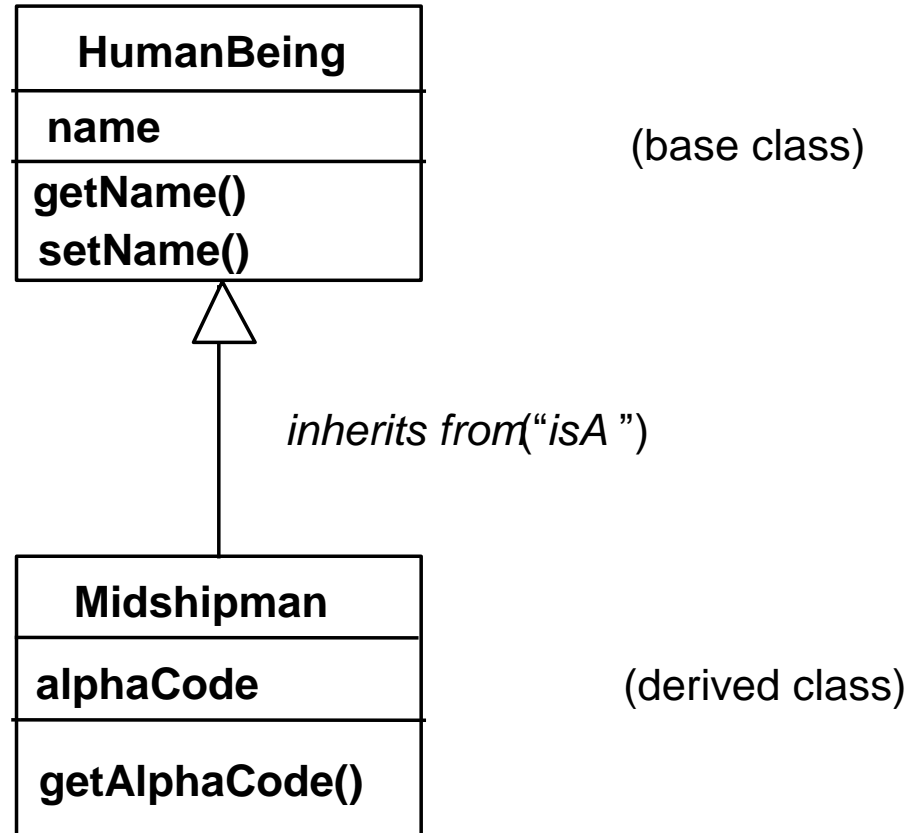 HumanBeing
name
(base class)
getName()
setName()
inherits from(“isA ”)
Midshipman
alphaCode
(derived class)
getAlphaCode()